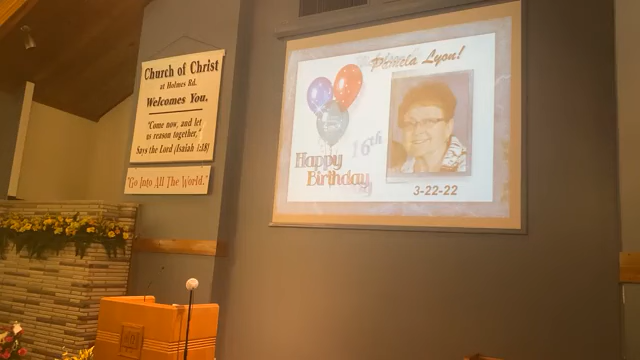 Church of Christ
at Holmes Rd.
Welcomes You.
"Come now, and let
us reason together,"
Says the Lord (Isaiah 1:18)
"Go Into All The World."
Pamela Lyon!
16th
Happy
Birthday
3-22-22